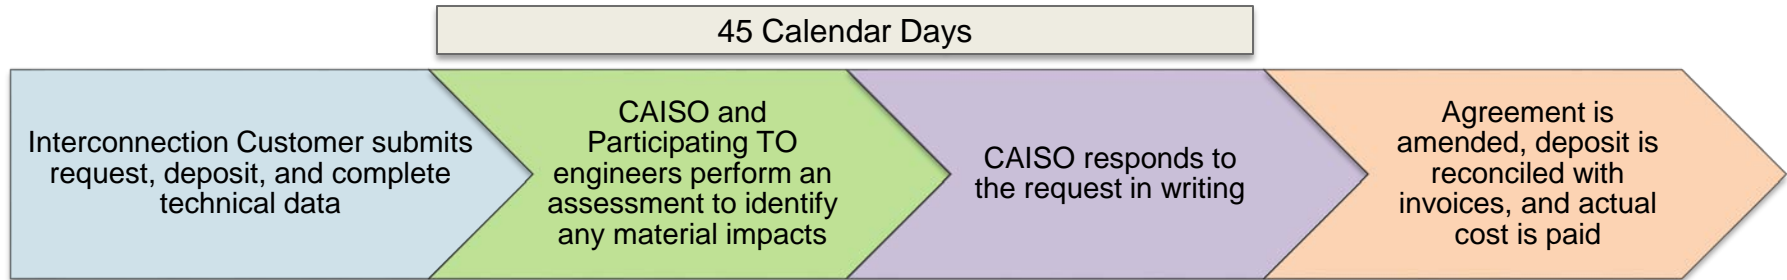 45 Calendar Days
Interconnection Customer submits
request, deposit, and complete
technical data
CAISO and
Participating TO
engineers perform an
assessment to identify
any material impacts
CAISO responds to
the request in writing
Agreement is
amended, deposit is
reconciled with
invoices, and actual
cost is paid